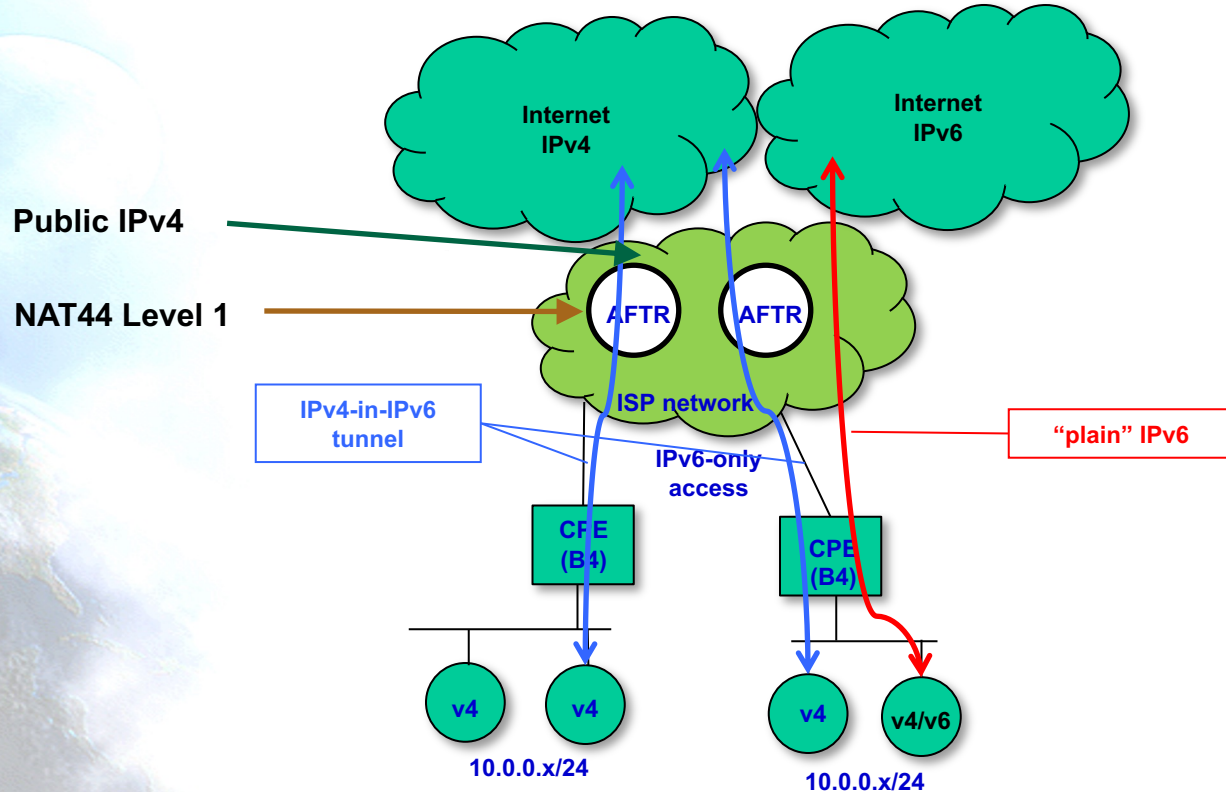 Internet
IPv4
Internet
IPv6
Public IPv4
NAT44 Level 1
AFTR
AFTR
ISP network
IPv4-in-IPv6
tunnel
"plain" IPv6
IPv6-only
access
CPE
(B4)
CPE
(B4)
v4
v4
v4
v4/v6
10.0.0.x/24
10.0.0.x/24